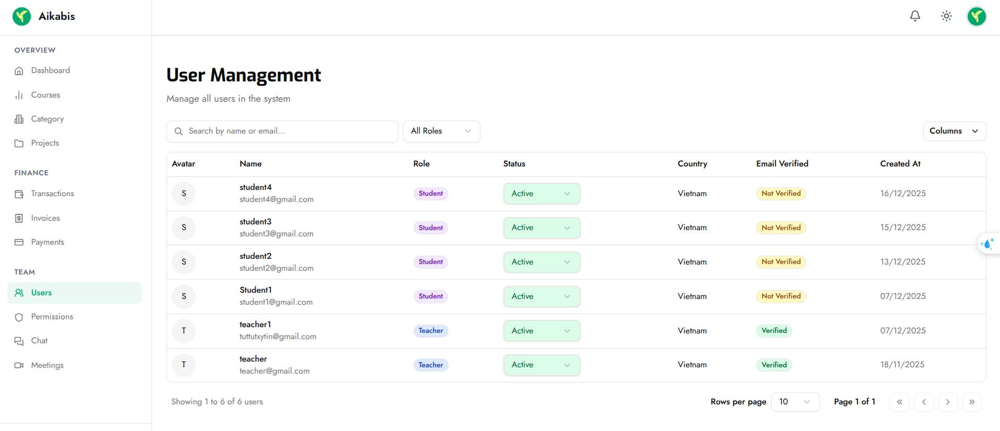 Aikabis
OVERVIEW
Dashboard
Courses
Category
Projects
FINANCE
Transactions
Invoices
Payments
TEAM
Users
Permissions
Chat
Meetings
User Management
Manage all users in the system
Search by name or email...
All Roles
Columns
Avatar Name Role Status Country Email Verified Created At
S student4 Student Active Vietnam Not Verified 16/12/2025
student4@gmail.com
S student3 Student Active Vietnam Not Verified 15/12/2025
student3@gmail.com
S student2 Student Active Vietnam Not Verified 13/12/2025
student2@gmail.com
S Student1 Student Active Vietnam Not Verified 07/12/2025
student1@gmail.com
T teacher1 Teacher Active Vietnam Verified 07/12/2025
tuttutxytin@gmail.com
T teacher Teacher Active Vietnam Verified 18/11/2025
teacher@gmail.com
Showing 1 to 6 of 6 users
Rows per page 10 Page 1 of 1